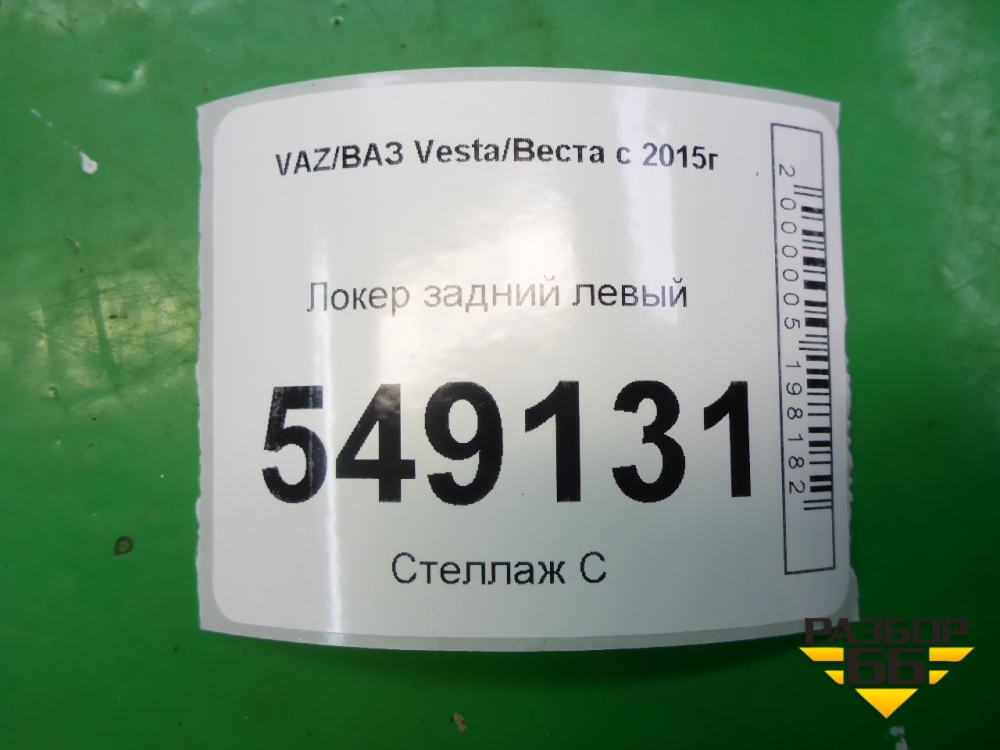 VAZ/ВАЗ Vesta/Веста с 2015г
Локер задний левый
549131
Стеллаж С
2000005198182
РАЗБОР
66